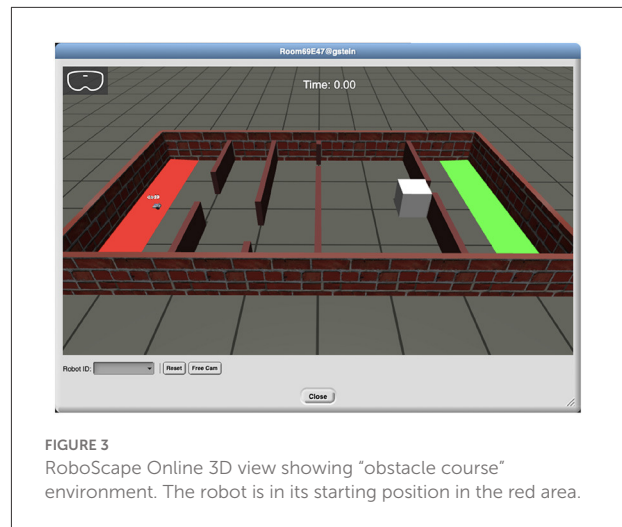 Room69E47@gstein
Time: 0.00
Robot ID:
Reset
Free Cam
Close
FIGURE 3
RoboScape Online 3D view showing “obstacle course”
environment. The robot is in its starting position in the red area.